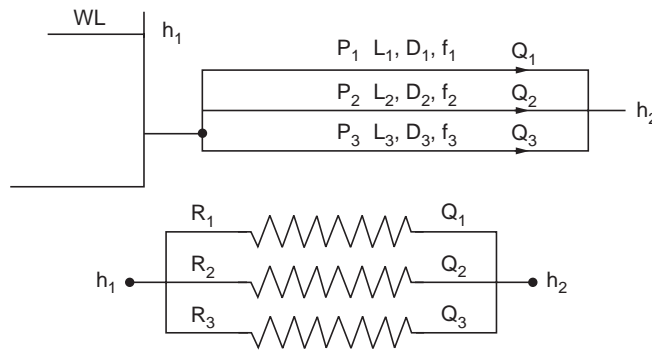 WL
h₁
P₁ L₁, D₁, f₁ Q₁
P₂ L₂, D₂, f₂ Q₂
h₂
P₃ L₃, D₃, f₃ Q₃
R₁ Q₁
h₁ R₂ Q₂ h₂
R₃ Q₃